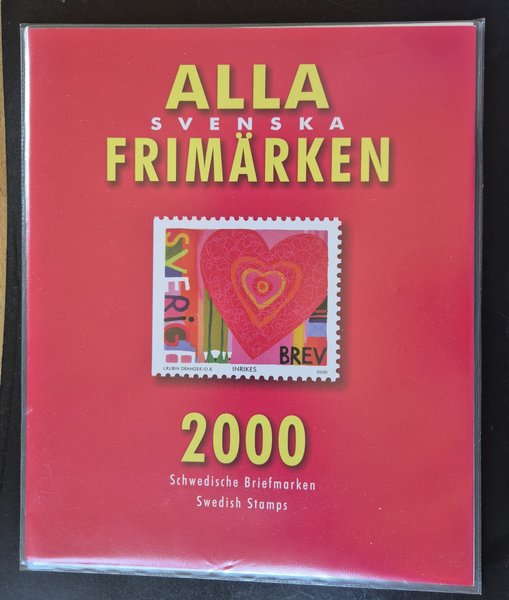 ALLA
SVENSKA
FRIMÄRKEN
SVERIGE
BREV
INRIKES
2000
2000
Schwedische Briefmarken
Swedish Stamps